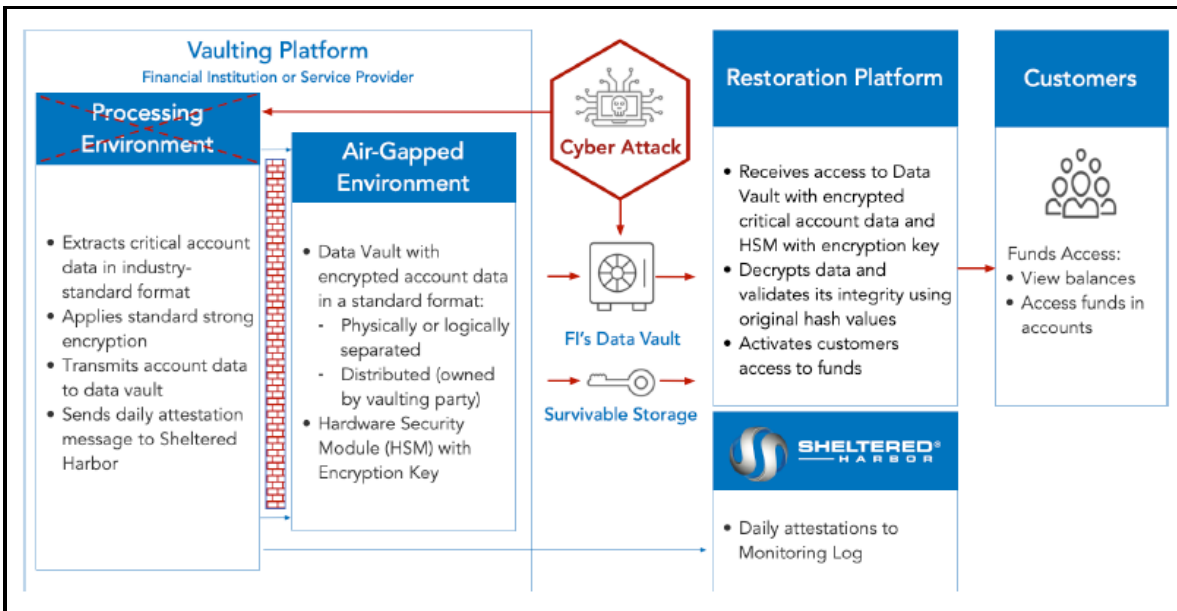 Vaulting Platform
Financial Institution or Service Provider
Processing
Environment
• Extracts critical account
data in industry-
standard format
• Applies standard strong
encryption
• Transmits account data
to data vault
• Sends daily attestation
message to Sheltered
Harbor
Air-Gapped
Environment
• Data Vault with
encrypted account data
in a standard format:
- Physically or logically
separated
- Distributed (owned
by vaulting party)
• Hardware Security
Module (HSM) with
Encryption Key
Cyber Attack
FI's Data Vault
Survivable Storage
Restoration Platform
• Receives access to Data
Vault with encrypted
critical account data and
HSM with encryption key
• Decrypts data and
validates its integrity using
original hash values
• Activates customers
access to funds
SHELTERED®
HARBOR
• Daily attestations to
Monitoring Log
Customers
Funds Access:
• View balances
• Access funds in
accounts